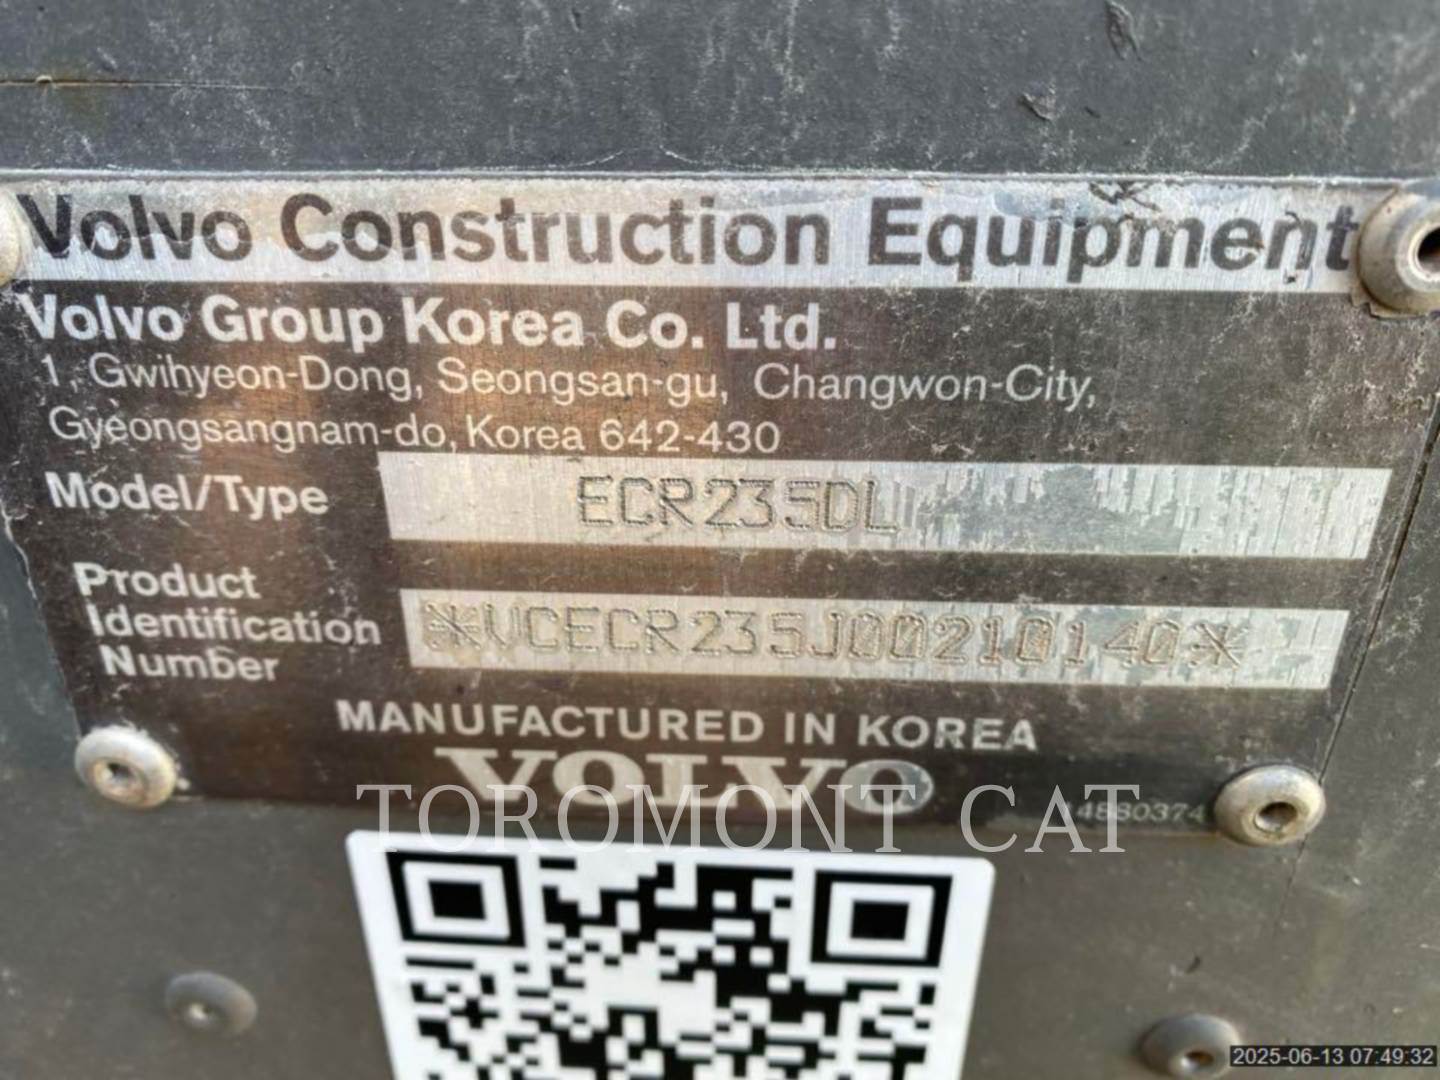 Volvo Construction Equipment
Volvo Group Korea Co. Ltd.
1, Gwihyeon-Dong, Seongsan-gu, Changwon-City,
Gyeongsangnam-do, Korea 642-430
Model/Type ECR235DL
Product
Identification
Number
*VCECR235J00210140*
MANUFACTURED IN KOREA
VOLVO
TOROMONT CAT
14880374
2025-06-13 07:49:32